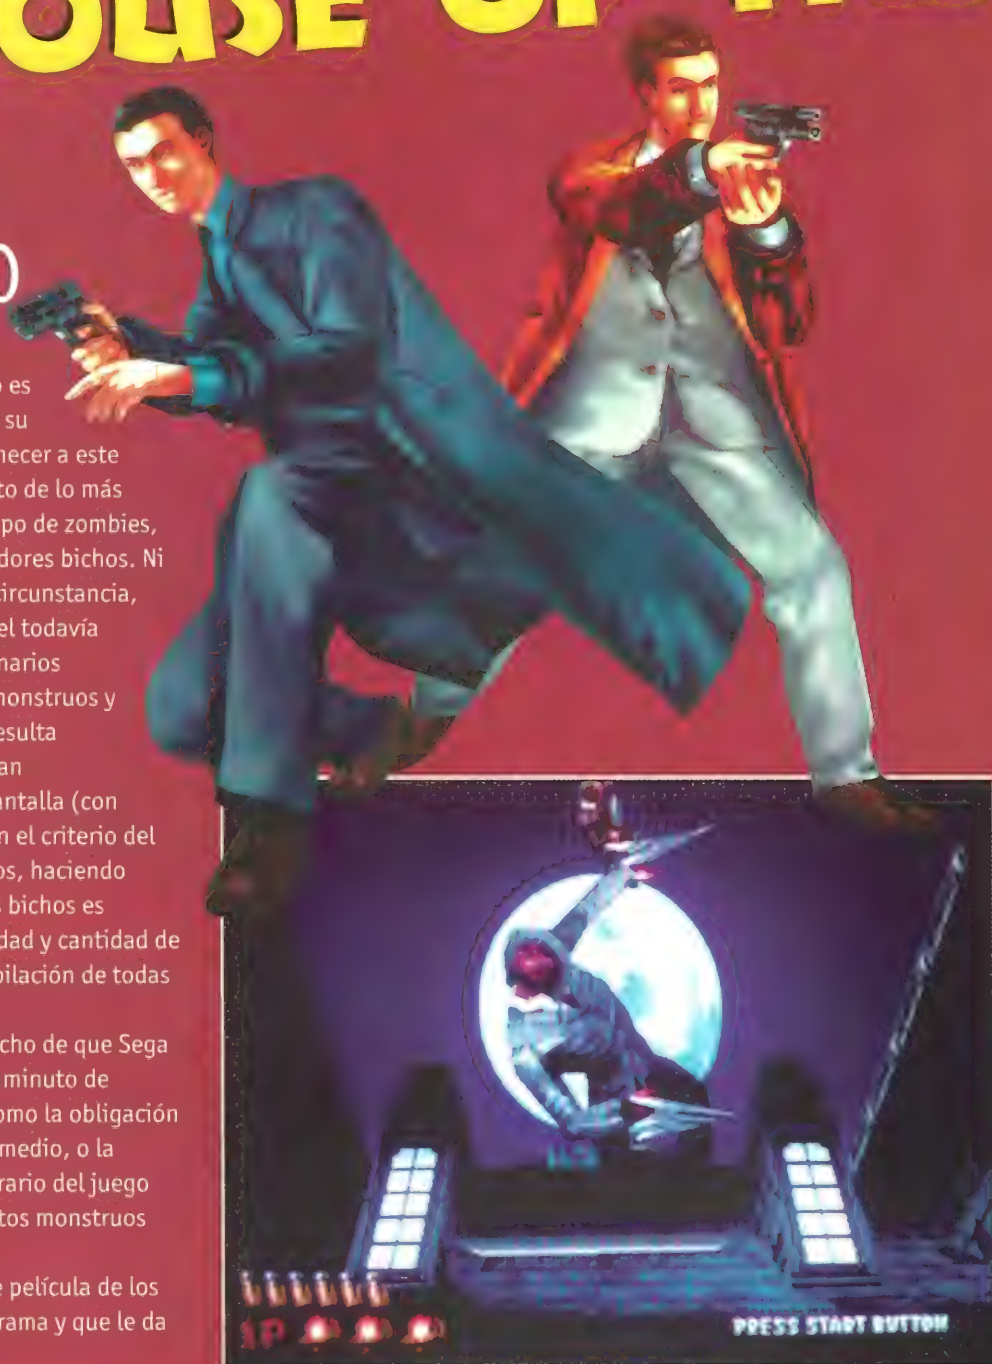 OUSE OF
O
es
su
necer a este
to de lo más
po de zombies,
dores bichos. Ni
ircunstancia,
el todavía
narios
monstruos y
esulta
an
antalla (con
n el criterio del
os, haciendo
s bichos es
dad y cantidad de
pilación de todas
cho de que Sega
minuto de
omo la obligación
medio, o la
rario del juego
tos monstruos
e película de los
rama y que le da
1P
PRESS START BUTTON